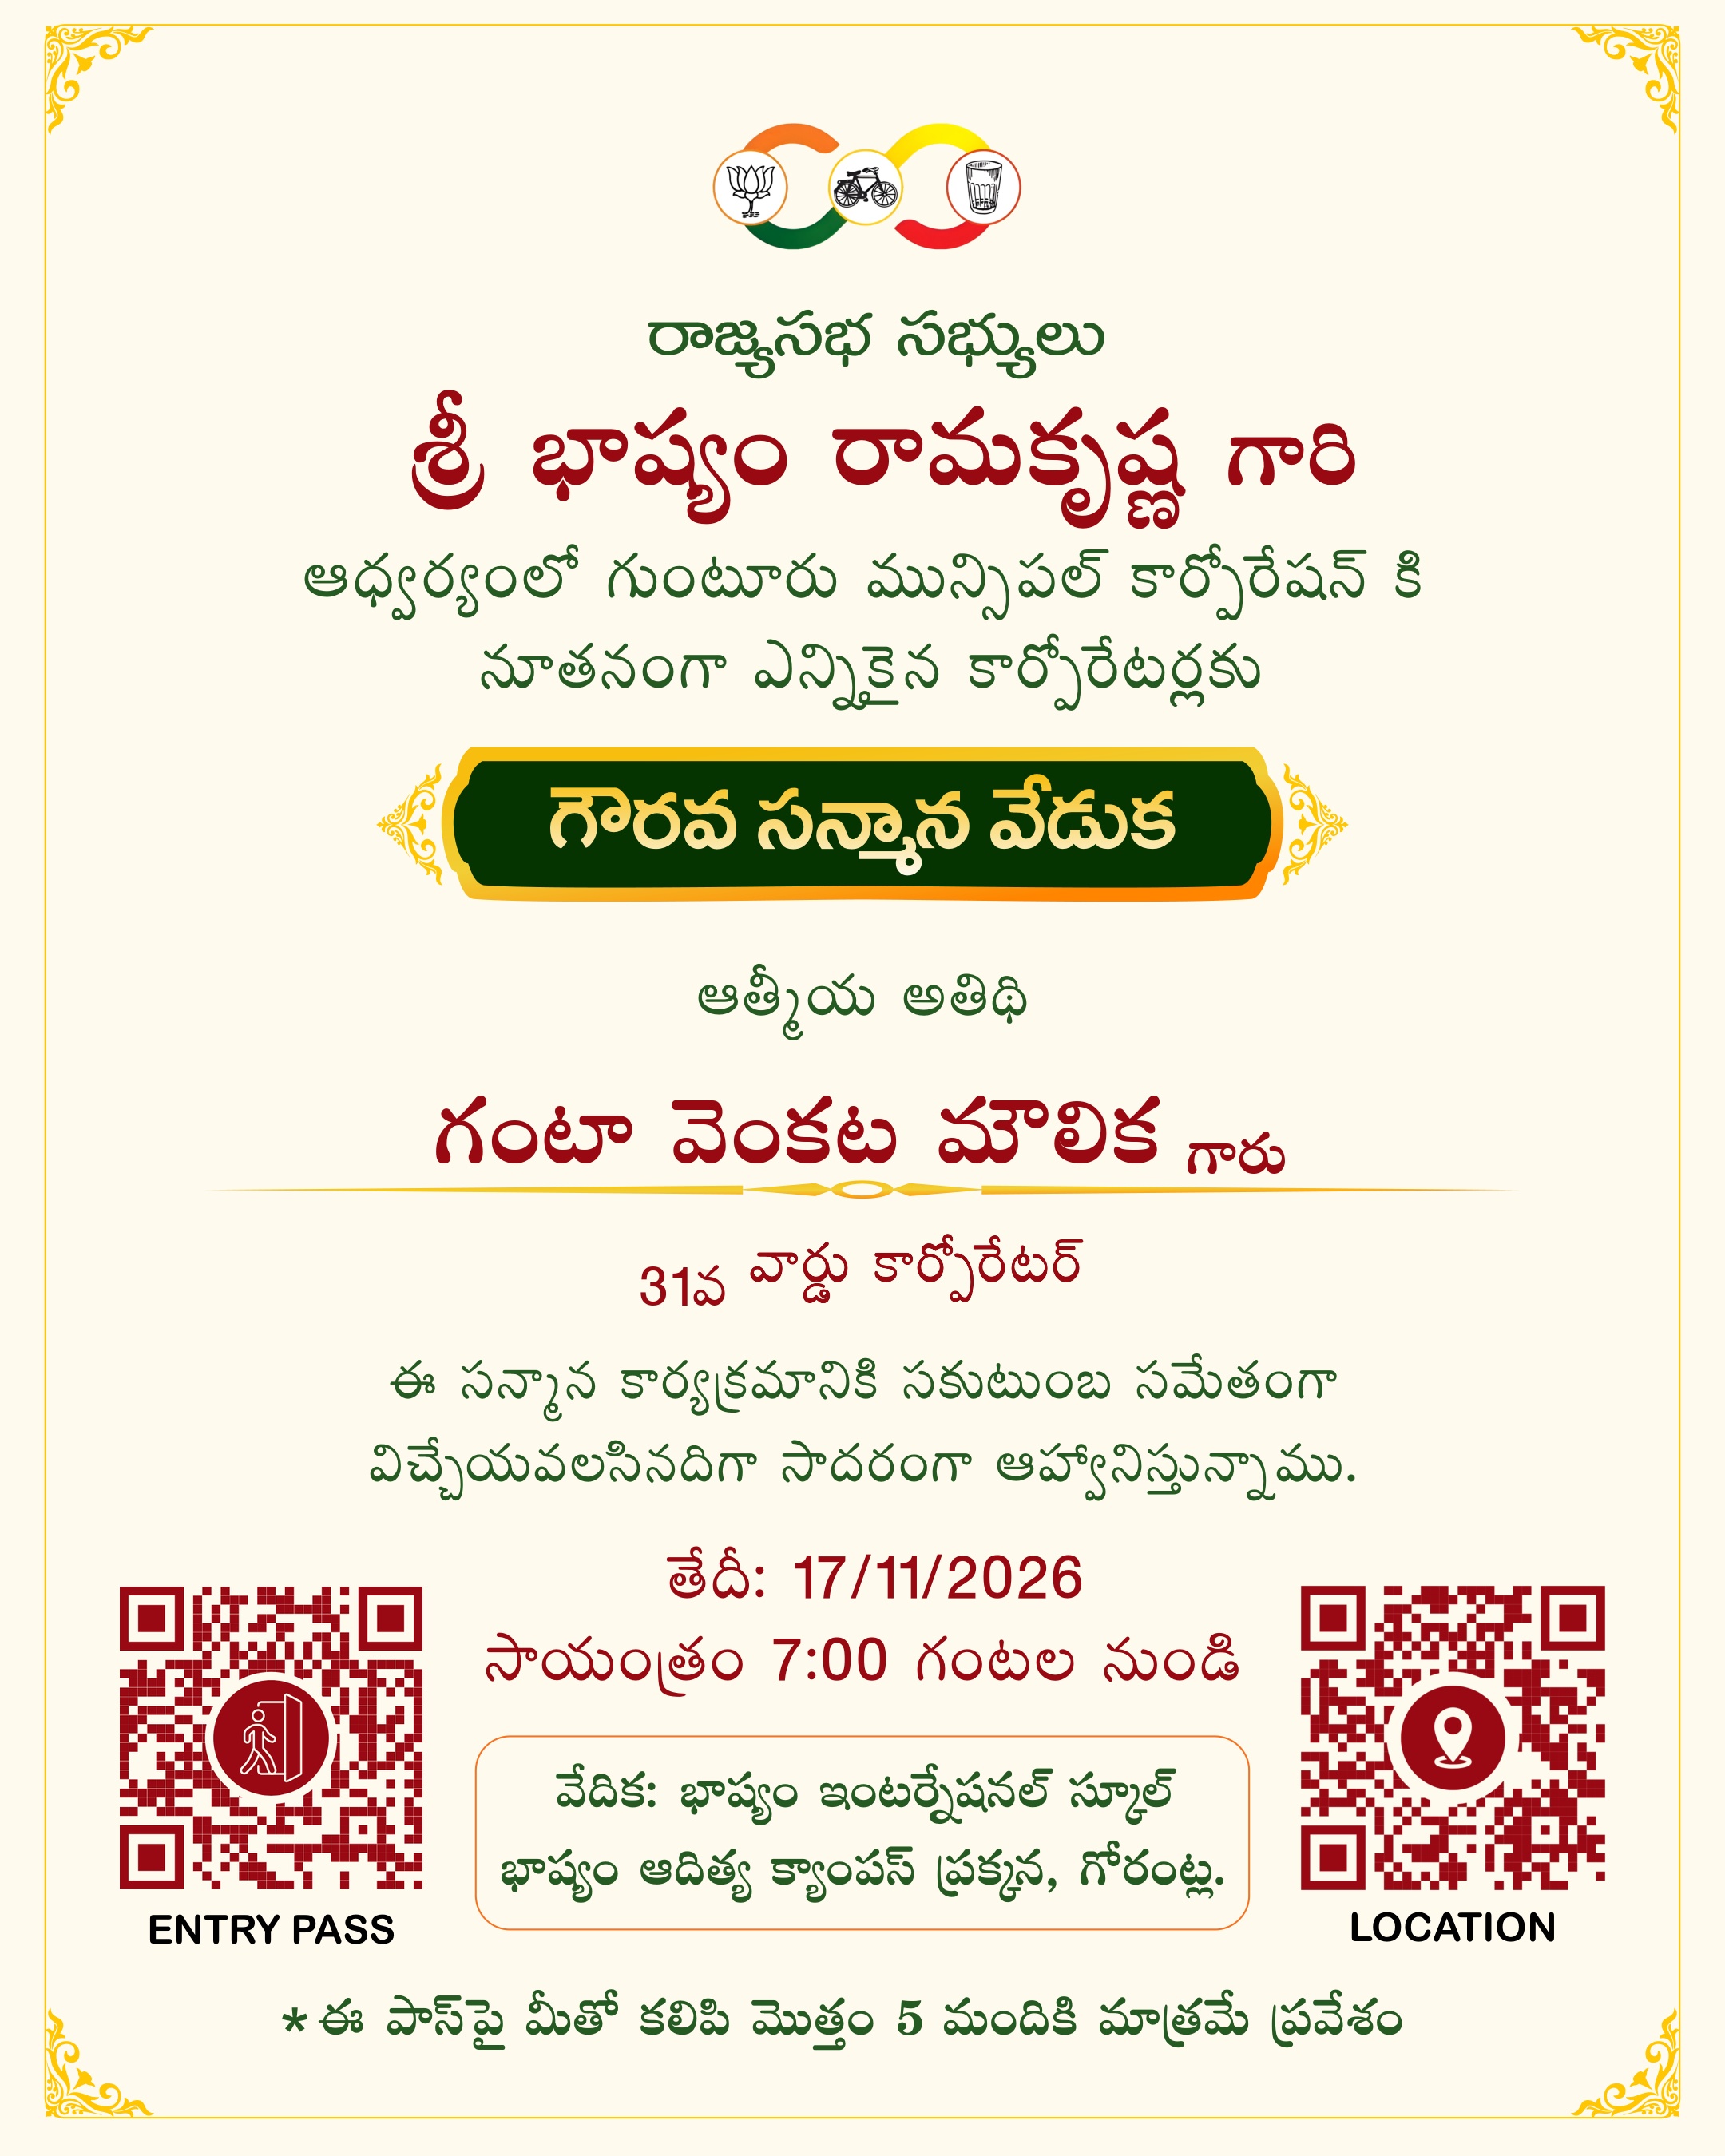 రాజ్యసభ సభ్యులు
శ్రీ భాష్యం రామకృష్ణ గారి
ఆధ్వర్యంలో గుంటూరు మున్సిపల్ కార్పోరేషన్ కి
నూతనంగా ఎన్నికైన కార్పోరేటర్లకు
గౌరవ సన్మాన వేడుక
ఆత్మీయ అతిథి
గంటా వెంకట మౌలిక గారు
31వ వార్డు కార్పోరేటర్
ఈ సన్మాన కార్యక్రమానికి సకుటుంబ సమేతంగా
విచ్చేయవలసినదిగా సాదరంగా ఆహ్వానిస్తున్నాము.
తేదీ: 17/11/2026
సాయంత్రం 7:00 గంటల నుండి
వేదిక: భాష్యం ఇంటర్నేషనల్ స్కూల్
భాష్యం ఆదిత్య క్యాంపస్ ప్రక్కన, గోరంట్ల.
ENTRY PASS
LOCATION
*ఈ పాస్‌పై మీతో కలిపి మొత్తం 5 మందికి మాత్రమే ప్రవేశం